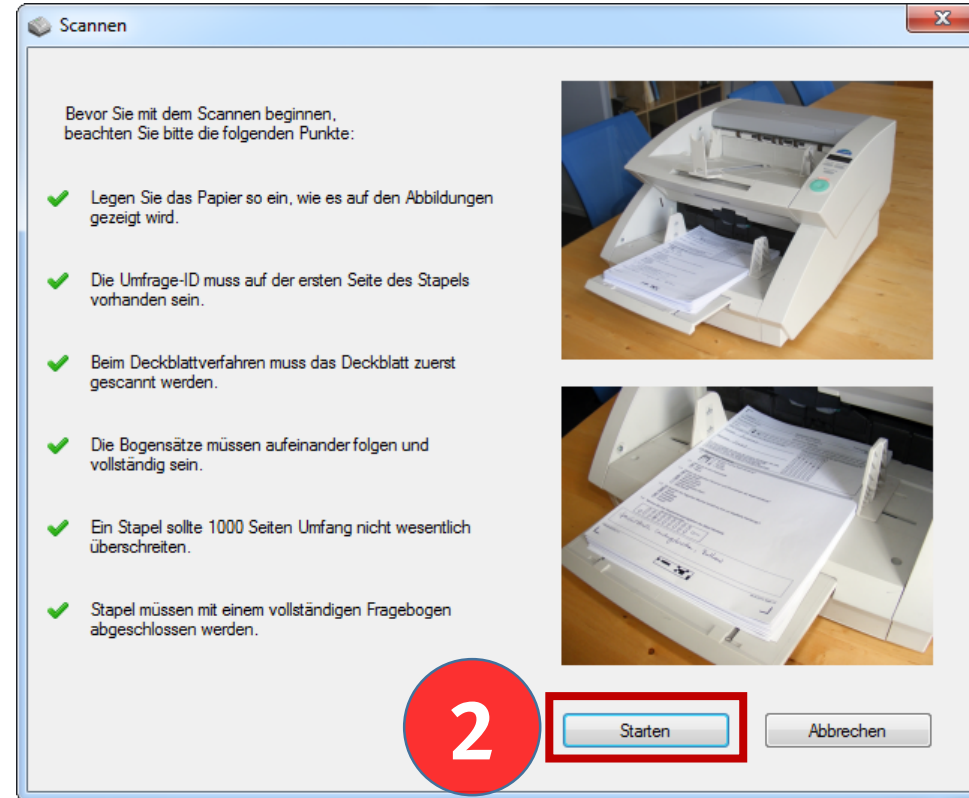 Scannen
x
Bevor Sie mit dem Scannen beginnen,
beachten Sie bitte die folgenden Punkte:
Legen Sie das Papier so ein, wie es auf den Abbildungen
gezeigt wird.
Die Umfrage-ID muss auf der ersten Seite des Stapels
vorhanden sein.
Beim Deckblattverfahren muss das Deckblatt zuerst
gescannt werden.
Die Bogensätze müssen aufeinander folgen und
vollständig sein.
Ein Stapel sollte 1000 Seiten Umfang nicht wesentlich
überschreiten.
Stapel müssen mit einem vollständigen Fragebogen
abgeschlossen werden.
2
Starten
Abbrechen